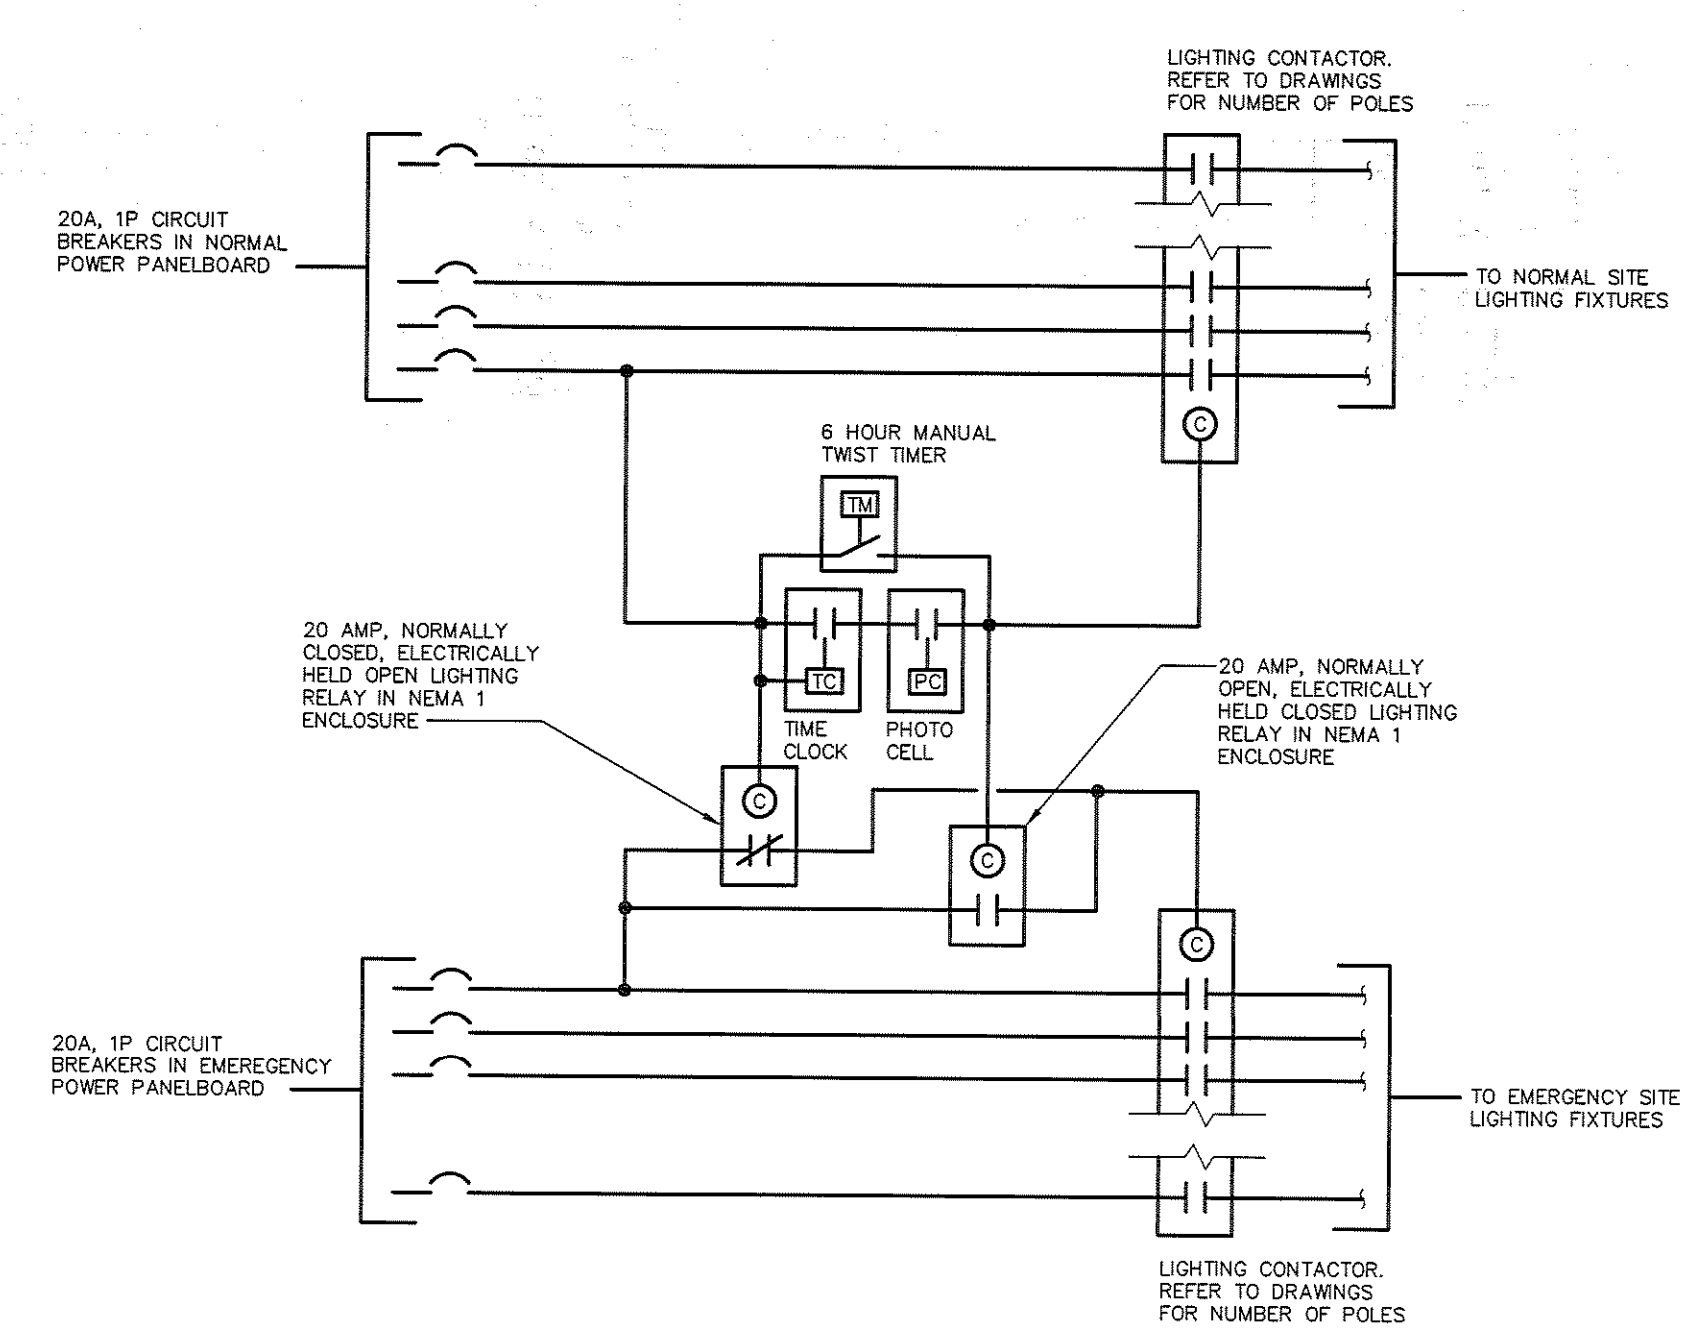 LIGHTING CONTACTOR.
REFER TO DRAWINGS
FOR NUMBER OF POLES
20A, 1P CIRCUIT
BREAKERS IN NORMAL
POWER PANELBOARD
TO NORMAL SITE
LIGHTING FIXTURES
C
6 HOUR MANUAL
TWIST TIMER
TM
20 AMP, NORMALLY
CLOSED, ELECTRICALLY
HELD OPEN LIGHTING
RELAY IN NEMA 1
ENCLOSURE
TC
PC
TIME
CLOCK
PHOTO
CELL
20 AMP, NORMALLY
OPEN, ELECTRICALLY
HELD CLOSED LIGHTING
RELAY IN NEMA 1
ENCLOSURE
C
C
C
20A, 1P CIRCUIT
BREAKERS IN EMEREGENCY
POWER PANELBOARD
TO EMERGENCY SITE
LIGHTING FIXTURES
LIGHTING CONTACTOR.
REFER TO DRAWINGS
FOR NUMBER OF POLES